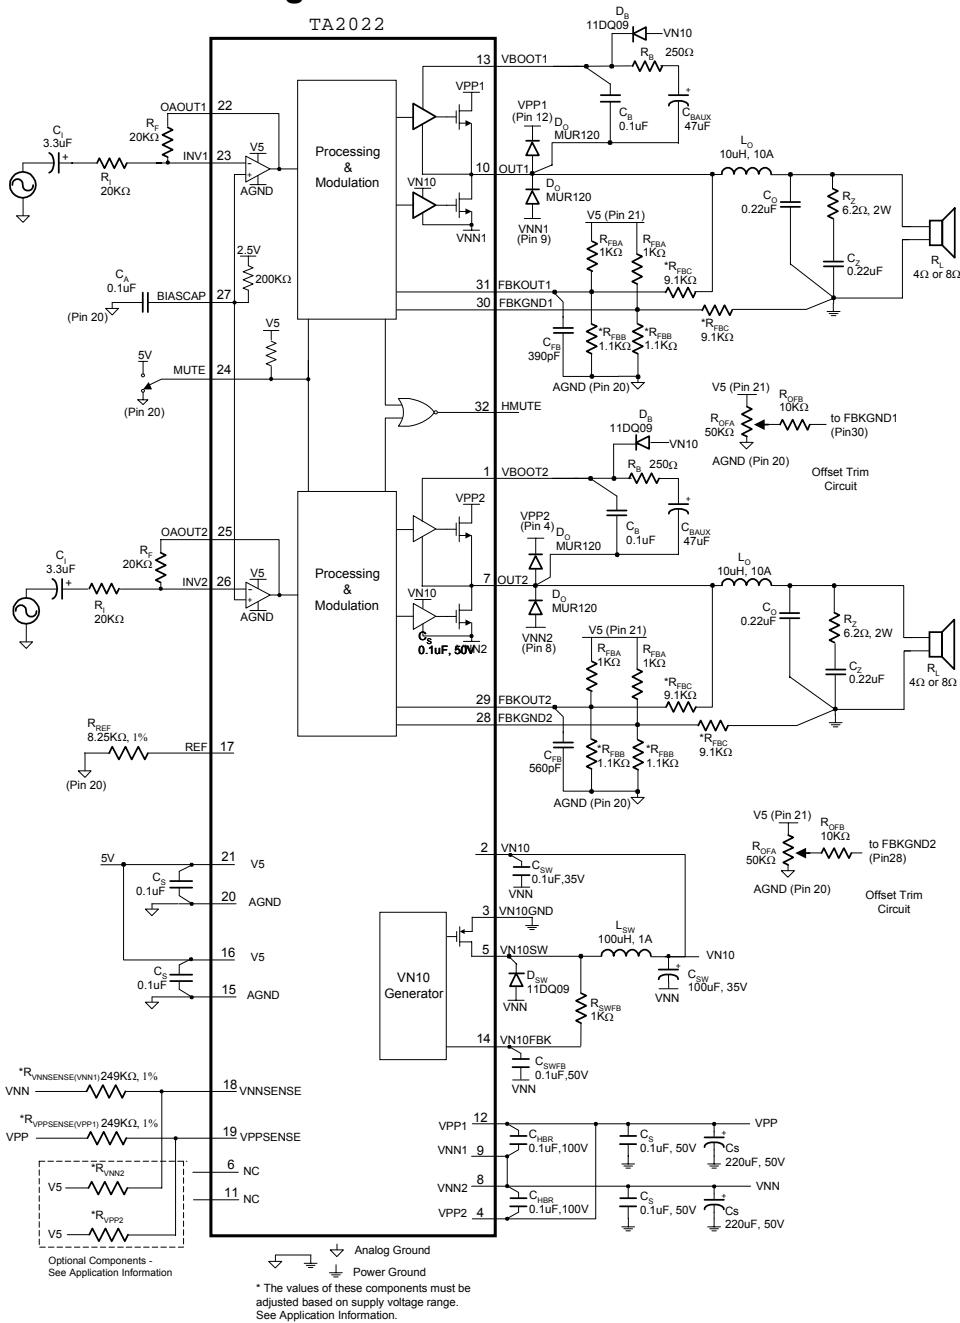 TA2022
D_B
11DQ09
VN10
R_B 250Ω
13 VBOOT1
VPP1
C_B
0.1uF
C_BAUX
47uF
VPP1
(Pin 12)
D_O
MUR120
10 OUT1
D_O
MUR120
VNN1
(Pin 9)
VN10
VNN1
Processing
&
Modulation
OAOUT1 22
C_I
3.3uF
R_F
20KΩ
INV1 23
R_I
20KΩ
V5
AGND
L_O
10uH, 10A
C_O
0.22uF
R_Z
6.2Ω, 2W
C_Z
0.22uF
R_L
4Ω or 8Ω
V5 (Pin 21)
R_FBA
1KΩ
R_FBA
1KΩ
*R_FBC
9.1KΩ
31 FBKOUT1
30 FBKGND1
*R_FBC
9.1KΩ
*R_FBB
1.1KΩ
*R_FBB
1.1KΩ
C_FB
390pF
AGND (Pin 20)
2.5V
200KΩ
C_A
0.1uF
BIASCAP 27
(Pin 20)
V5
5V
MUTE 24
(Pin 20)
32 HMUTE
V5 (Pin 21)
R_OFA
50KΩ
R_OFB
10KΩ
to FBKGND1
(Pin30)
AGND (Pin 20)
Offset Trim
Circuit
D_B
11DQ09
VN10
R_B 250Ω
1 VBOOT2
VPP2
C_B
0.1uF
C_BAUX
47uF
VPP2
(Pin 4)
D_O
MUR120
7 OUT2
D_O
MUR120
VNN2
(Pin 8)
VN10
C_S
0.1uF, 50V
VNN2
Processing
&
Modulation
OAOUT2 25
C_I
3.3uF
R_F
20KΩ
INV2 26
R_I
20KΩ
V5
AGND
L_O
10uH, 10A
C_O
0.22uF
R_Z
6.2Ω, 2W
C_Z
0.22uF
R_L
4Ω or 8Ω
V5 (Pin 21)
R_FBA
1KΩ
R_FBA
1KΩ
*R_FBC
9.1KΩ
29 FBKOUT2
28 FBKGND2
*R_FBC
9.1KΩ
*R_FBB
1.1KΩ
*R_FBB
1.1KΩ
C_FB
560pF
AGND (Pin 20)
R_REF
8.25KΩ, 1%
REF 17
(Pin 20)
V5 (Pin 21)
R_OFA
50KΩ
R_OFB
10KΩ
to FBKGND2
(Pin28)
AGND (Pin 20)
Offset Trim
Circuit
5V
21 V5
C_S
0.1uF
20 AGND
16 V5
C_S
0.1uF
15 AGND
2 VN10
C_SW
0.1uF,35V
VNN
3 VN10GND
L_SW
100uH, 1A
5 VN10SW
VN10
VN10
Generator
D_SW
11DQ09
VNN
C_SW
100uF, 35V
VNN
R_SWFB
1KΩ
14 VN10FBK
C_SWFB
0.1uF,50V
VNN
*R_VNNSENSE(VNN1) 249KΩ, 1%
VNN
18 VNNSENSE
*R_VPPSENSE(VPP1) 249KΩ, 1%
VPP
19 VPPSENSE
*R_VNN2
V5
*R_VPP2
V5
6 NC
11 NC
Optional Components -
See Application Information
VPP1 12
VPP
C_HBR
0.1uF,100V
C_S
0.1uF, 50V
Cs
220uF, 50V
VNN1 9
VNN2 8
VNN
C_HBR
0.1uF,100V
C_S
0.1uF, 50V
Cs
220uF, 50V
VPP2 4
Analog Ground
Power Ground
* The values of these components must be
adjusted based on supply voltage range.
See Application Information.